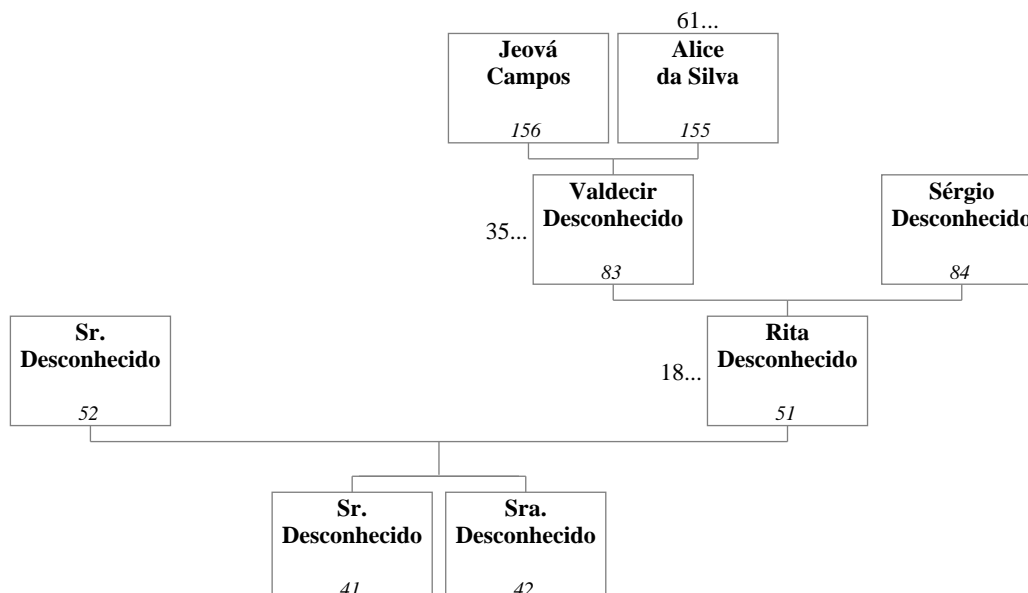 61...
Jeová
Campos
156
Alice
da Silva
155
Valdecir
Desconhecido
35...
83
Sérgio
Desconhecido
84
Sr.
Desconhecido
52
Rita
Desconhecido
18...
51
Sr.
Desconhecido
41
Sra.
Desconhecido
42